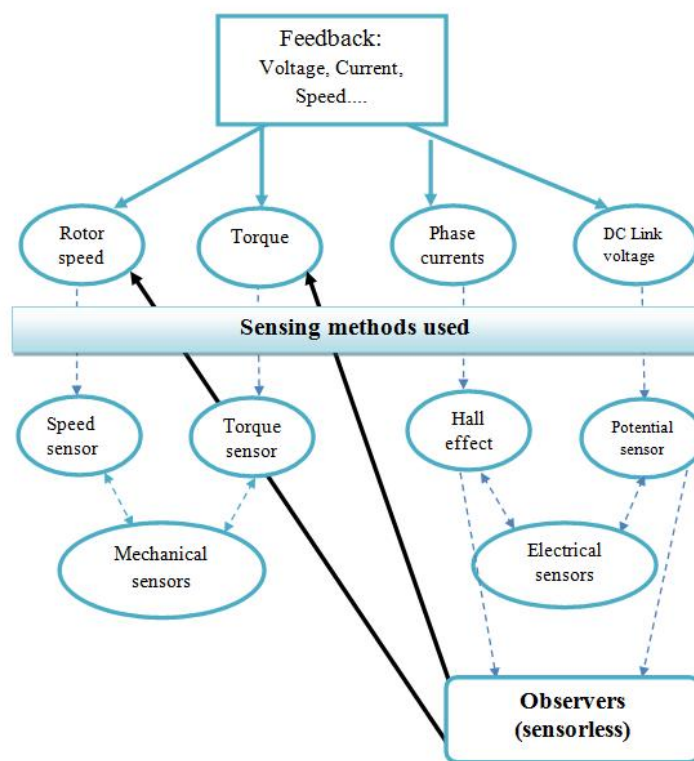 Feedback:
Voltage, Current,
Speed....
Rotor
speed
Torque
Phase
currents
DC Link
voltage
Sensing methods used
Speed
sensor
Torque
sensor
Hall
effect
Potential
sensor
Mechanical
sensors
Electrical
sensors
Observers
(sensorless)